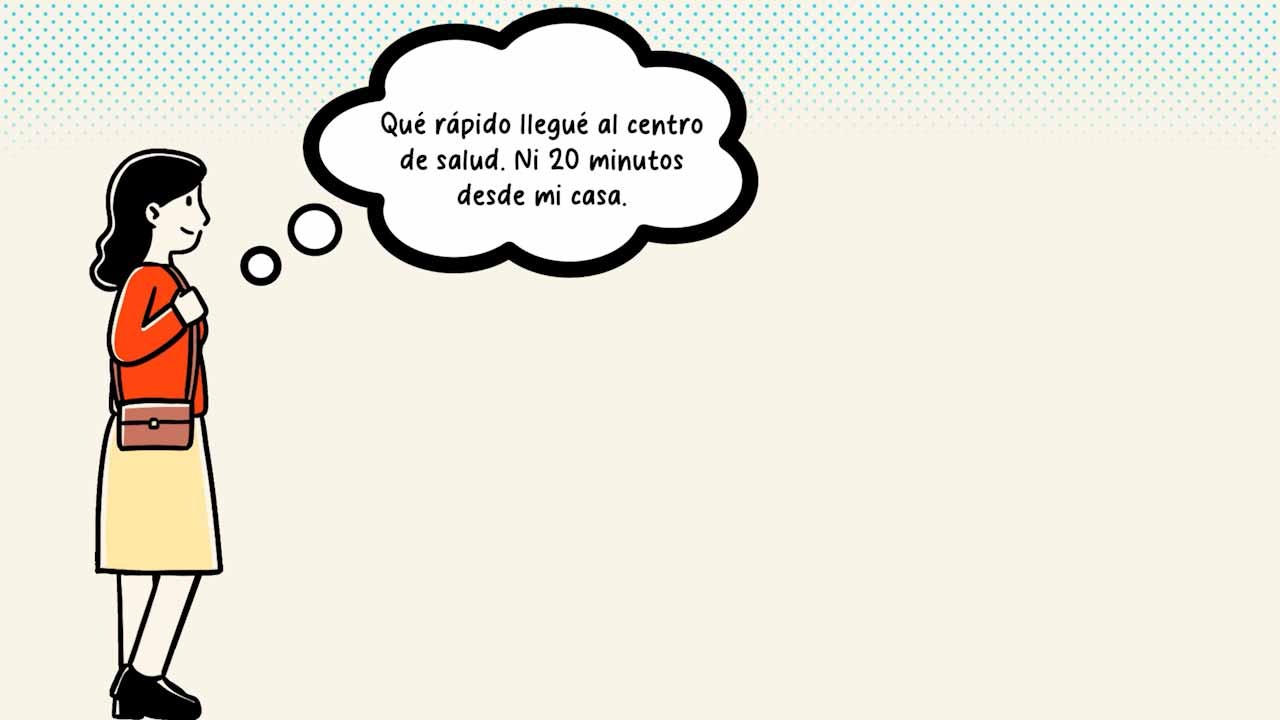 Qué rápido llegué al centro
de salud. Ni 20 minutos
desde mi casa.